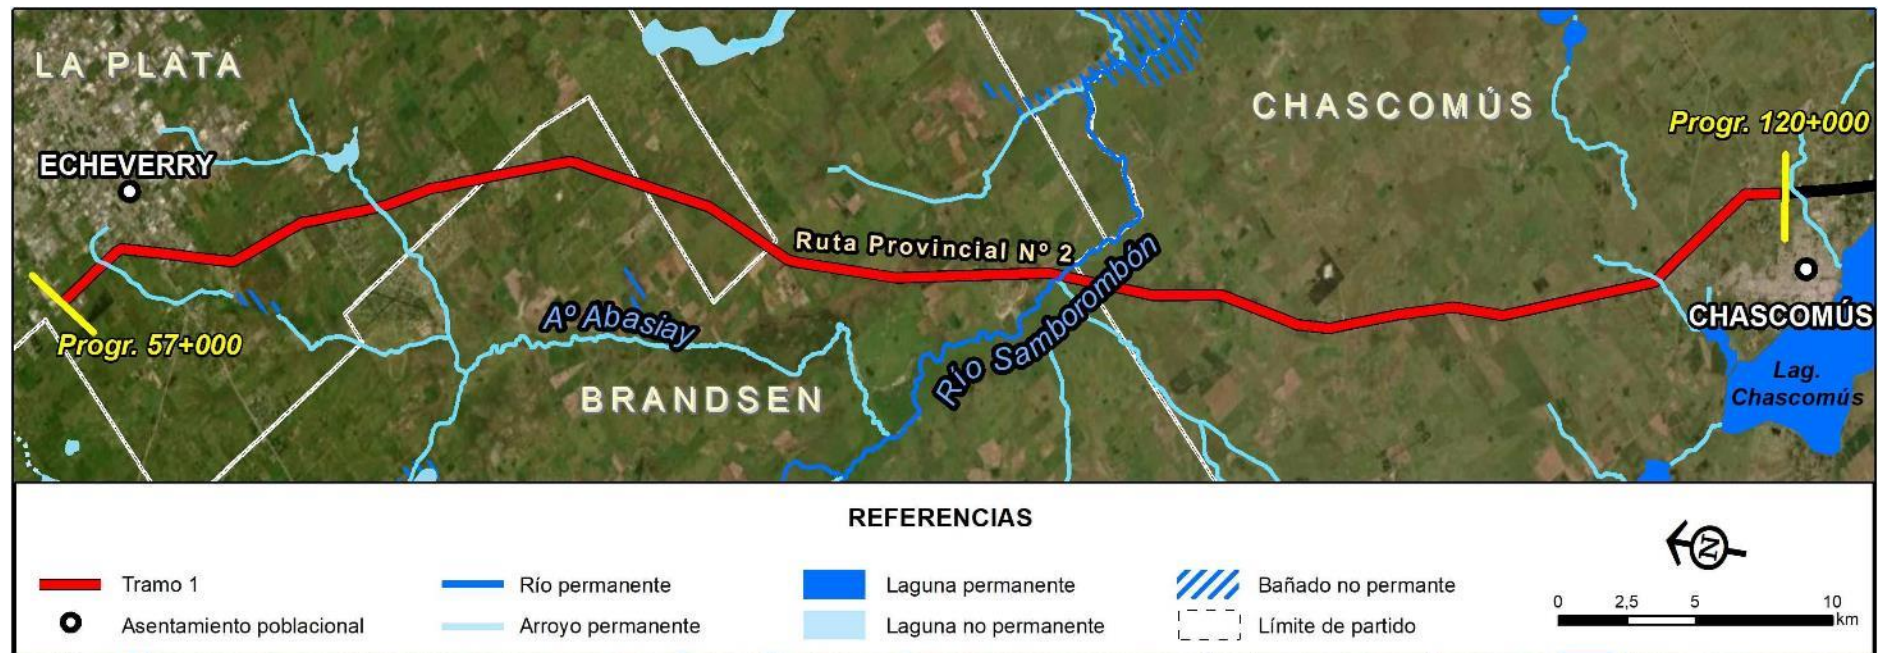 LA PLATA
CHASCOMÚS
Progr. 120+000
ECHEVERRY
Ruta Provincial Nº 2
Río Samborombón
Aº Abasiay
Progr. 57+000
CHASCOMÚS
BRANDSEN
Lag.
Chascomús
REFERENCIAS
N
Tramo 1
Río permanente
Laguna permanente
Bañado no permante
Asentamiento poblacional
Arroyo permanente
Laguna no permanente
Límite de partido
0 2,5 5 10
km